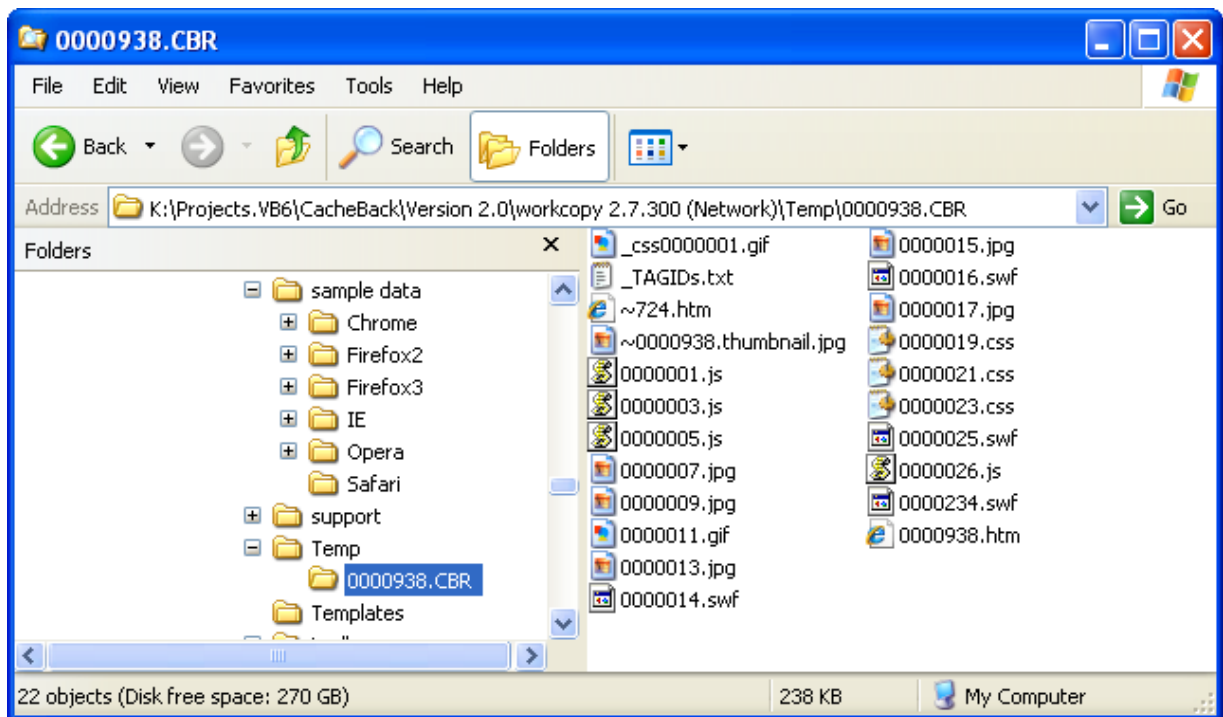 0000938.CBR
File Edit View Favorites Tools Help
Back Search Folders
Address K:\Projects.VB6\CacheBack\Version 2.0\workcopy 2.7.300 (Network)\Temp\0000938.CBR Go
Folders
sample data
Chrome
Firefox2
Firefox3
IE
Opera
Safari
support
Temp
0000938.CBR
Templates
_css0000001.gif
_TAGIDs.txt
~724.htm
~0000938.thumbnail.jpg
0000001.js
0000003.js
0000005.js
0000007.jpg
0000009.jpg
0000011.gif
0000013.jpg
0000014.swf
0000015.jpg
0000016.swf
0000017.jpg
0000019.css
0000021.css
0000023.css
0000025.swf
0000026.js
0000234.swf
0000938.htm
22 objects (Disk free space: 270 GB) 238 KB My Computer